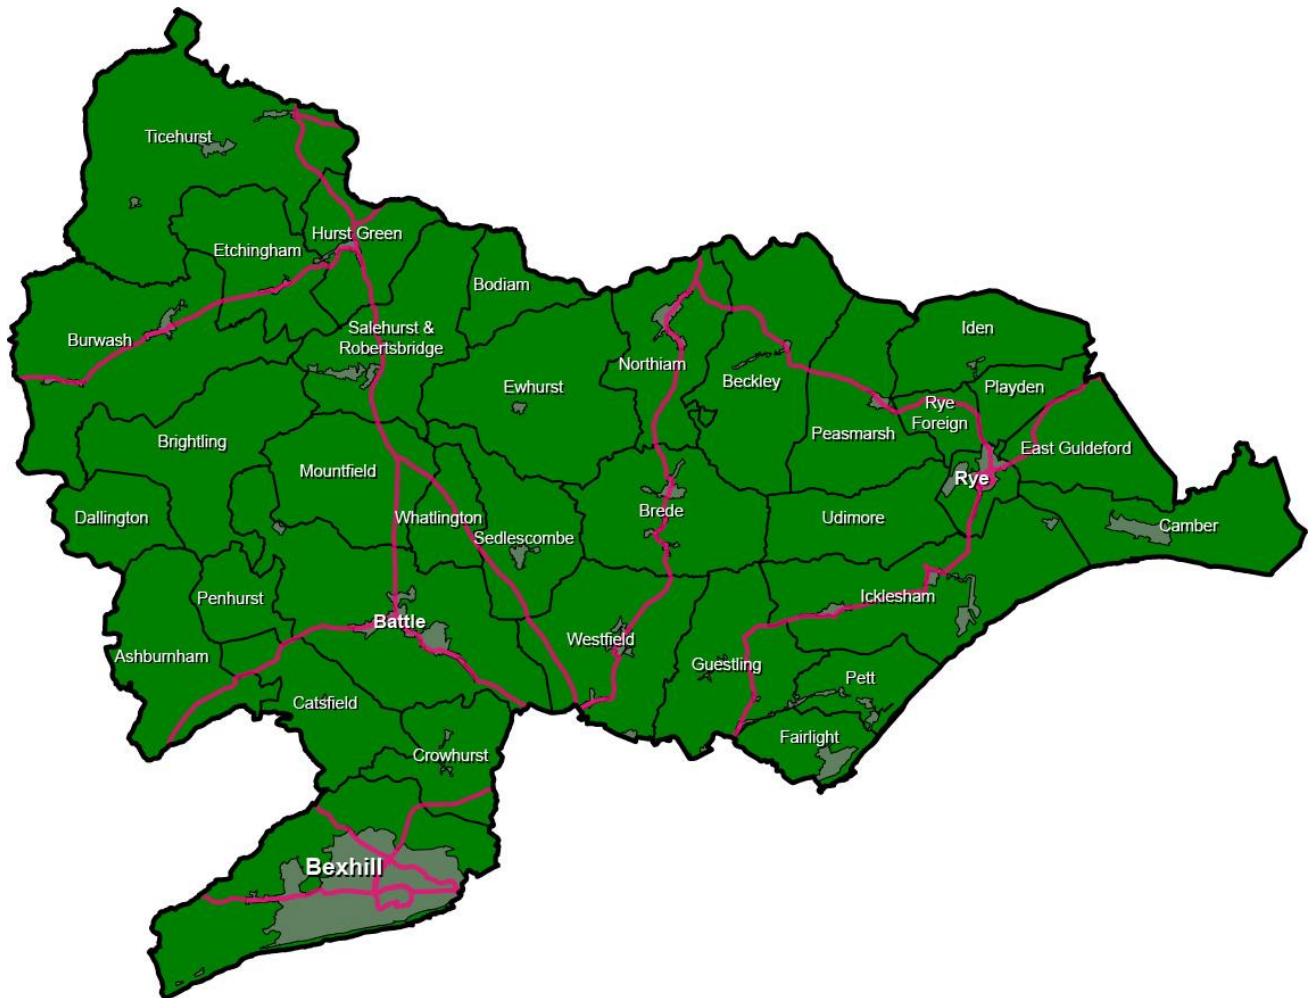 Ticehurst
Hurst Green
Etchingham
Bodiam
Burwash
Salehurst &
Robertsbridge
Iden
Northiam
Beckley
Ewhurst
Playden
Rye
Foreign
Peasmarsh
Brightling
Mountfield
East Guldeford
Rye
Dallington
Whatlington
Brede
Udimore
Camber
Sedlescombe
Penhurst
Icklesham
Battle
Westfield
Ashburnham
Guestling
Pett
Catsfield
Fairlight
Crowhurst
Bexhill